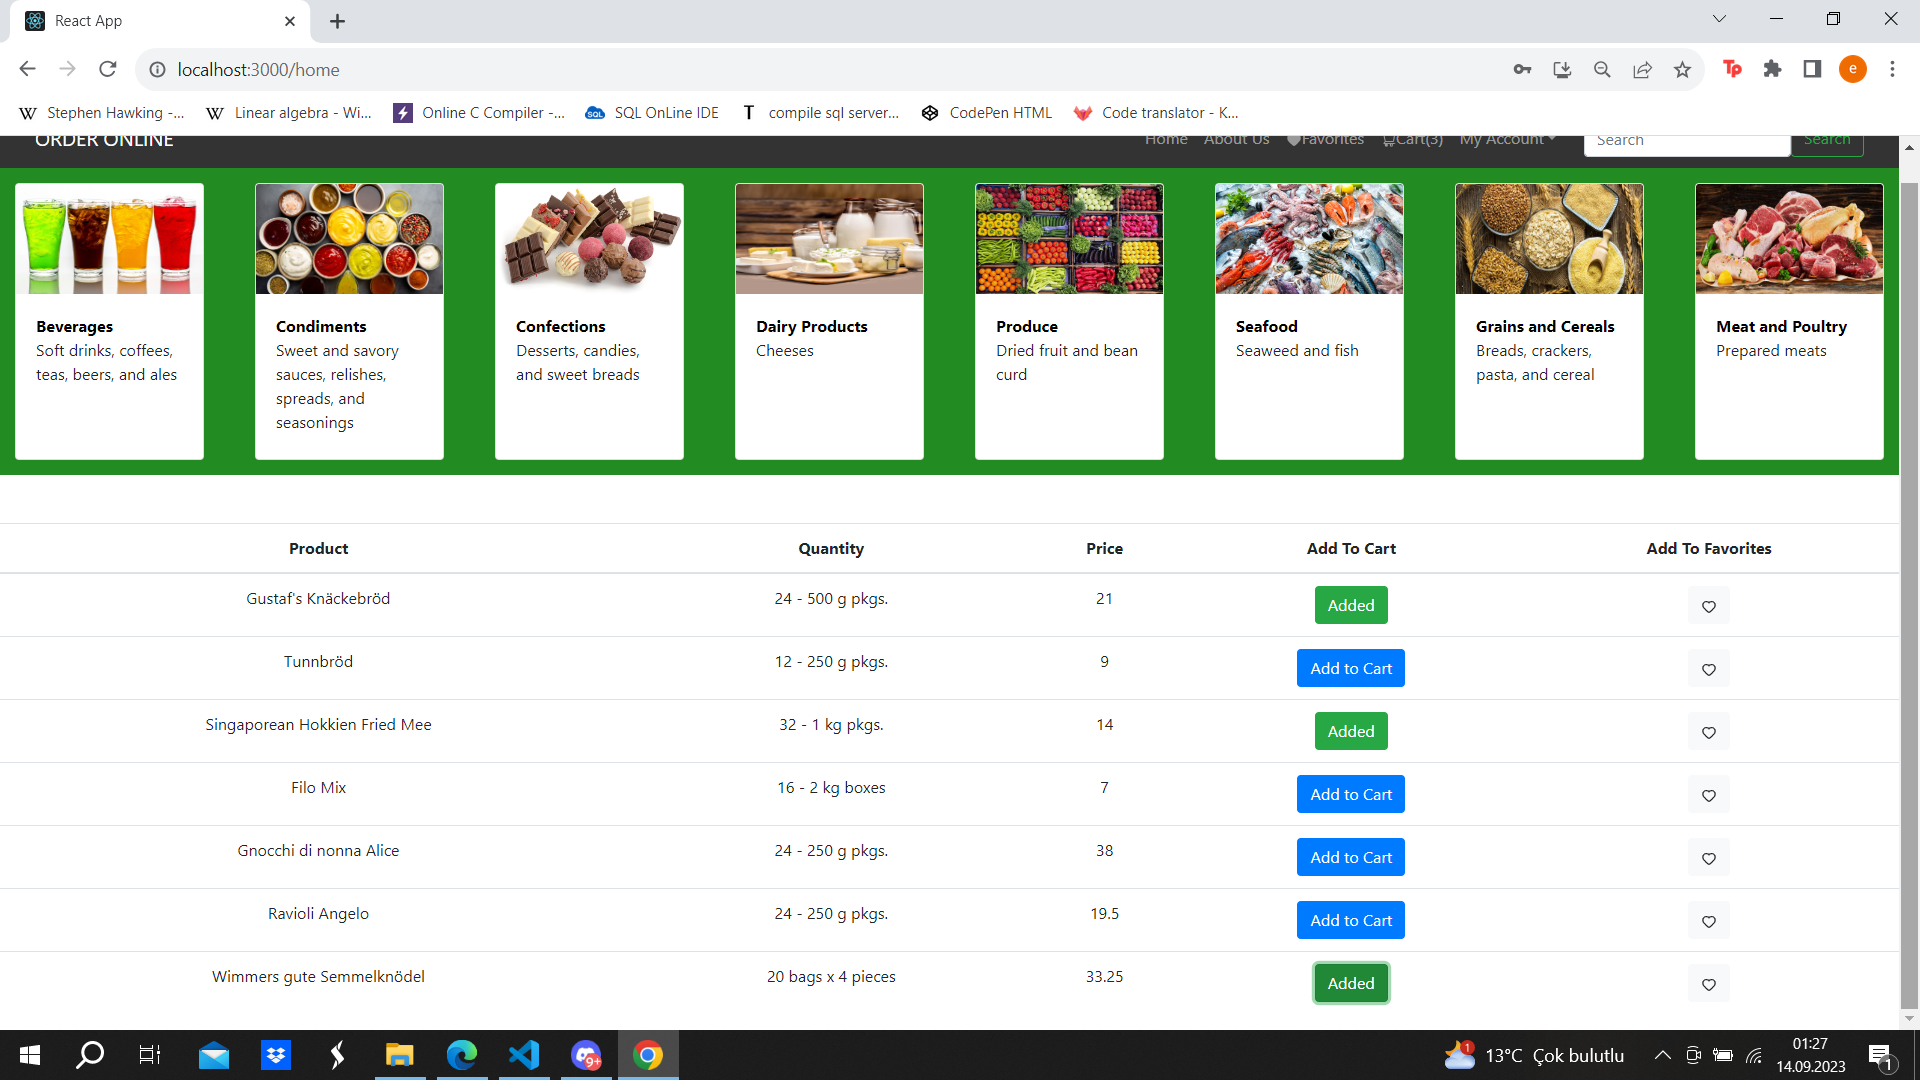 React App
localhost:3000/home
Tp
e
Stephen Hawking -...
Linear algebra - Wi...
Online C Compiler -...
SQL OnLine IDE
compile sql server...
CodePen HTML
Code translator - K...
ORDER ONLINE
Home
About Us
Favorites
Cart(3)
My Account
Search
Search
Beverages
Soft drinks, coffees,
teas, beers, and ales
Condiments
Sweet and savory
sauces, relishes,
spreads, and
seasonings
Confections
Desserts, candies,
and sweet breads
Dairy Products
Cheeses
Produce
Dried fruit and bean
curd
Seafood
Seaweed and fish
Grains and Cereals
Breads, crackers,
pasta, and cereal
Meat and Poultry
Prepared meats
Product Quantity Price Add To Cart Add To Favorites
Gustaf's Knäckebröd 24 - 500 g pkgs. 21 Added
Tunnbröd 12 - 250 g pkgs. 9 Add to Cart
Singaporean Hokkien Fried Mee 32 - 1 kg pkgs. 14 Added
Filo Mix 16 - 2 kg boxes 7 Add to Cart
Gnocchi di nonna Alice 24 - 250 g pkgs. 38 Add to Cart
Ravioli Angelo 24 - 250 g pkgs. 19.5 Add to Cart
Wimmers gute Semmelknödel 20 bags x 4 pieces 33.25 Added
9+
1
13°C Çok bulutlu
01:27
14.09.2023
1